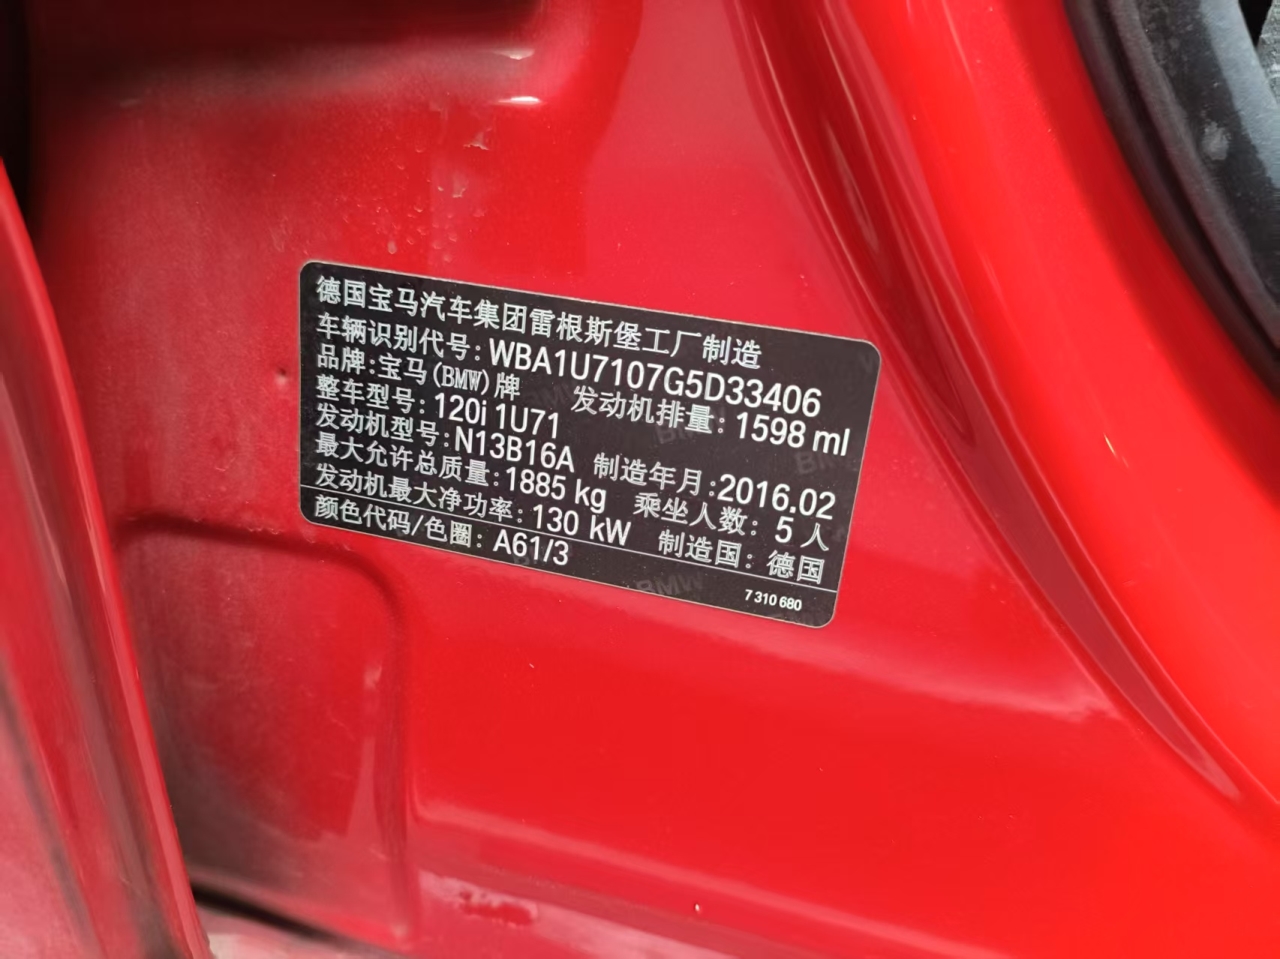 德国宝马汽车集团雷根斯堡工厂制造
车辆识别代号: WBA1U7107G5D33406
品牌: 宝马(BMW)牌 发动机排量: 1598 ml
整车型号: 120i 1U71
发动机型号: N13B16A 制造年月: 2016.02
最大允许总质量: 1885 kg 乘坐人数: 5 人
发动机最大净功率: 130 kW 制造国: 德国
颜色代码/色圈: A61/3
7 310 680